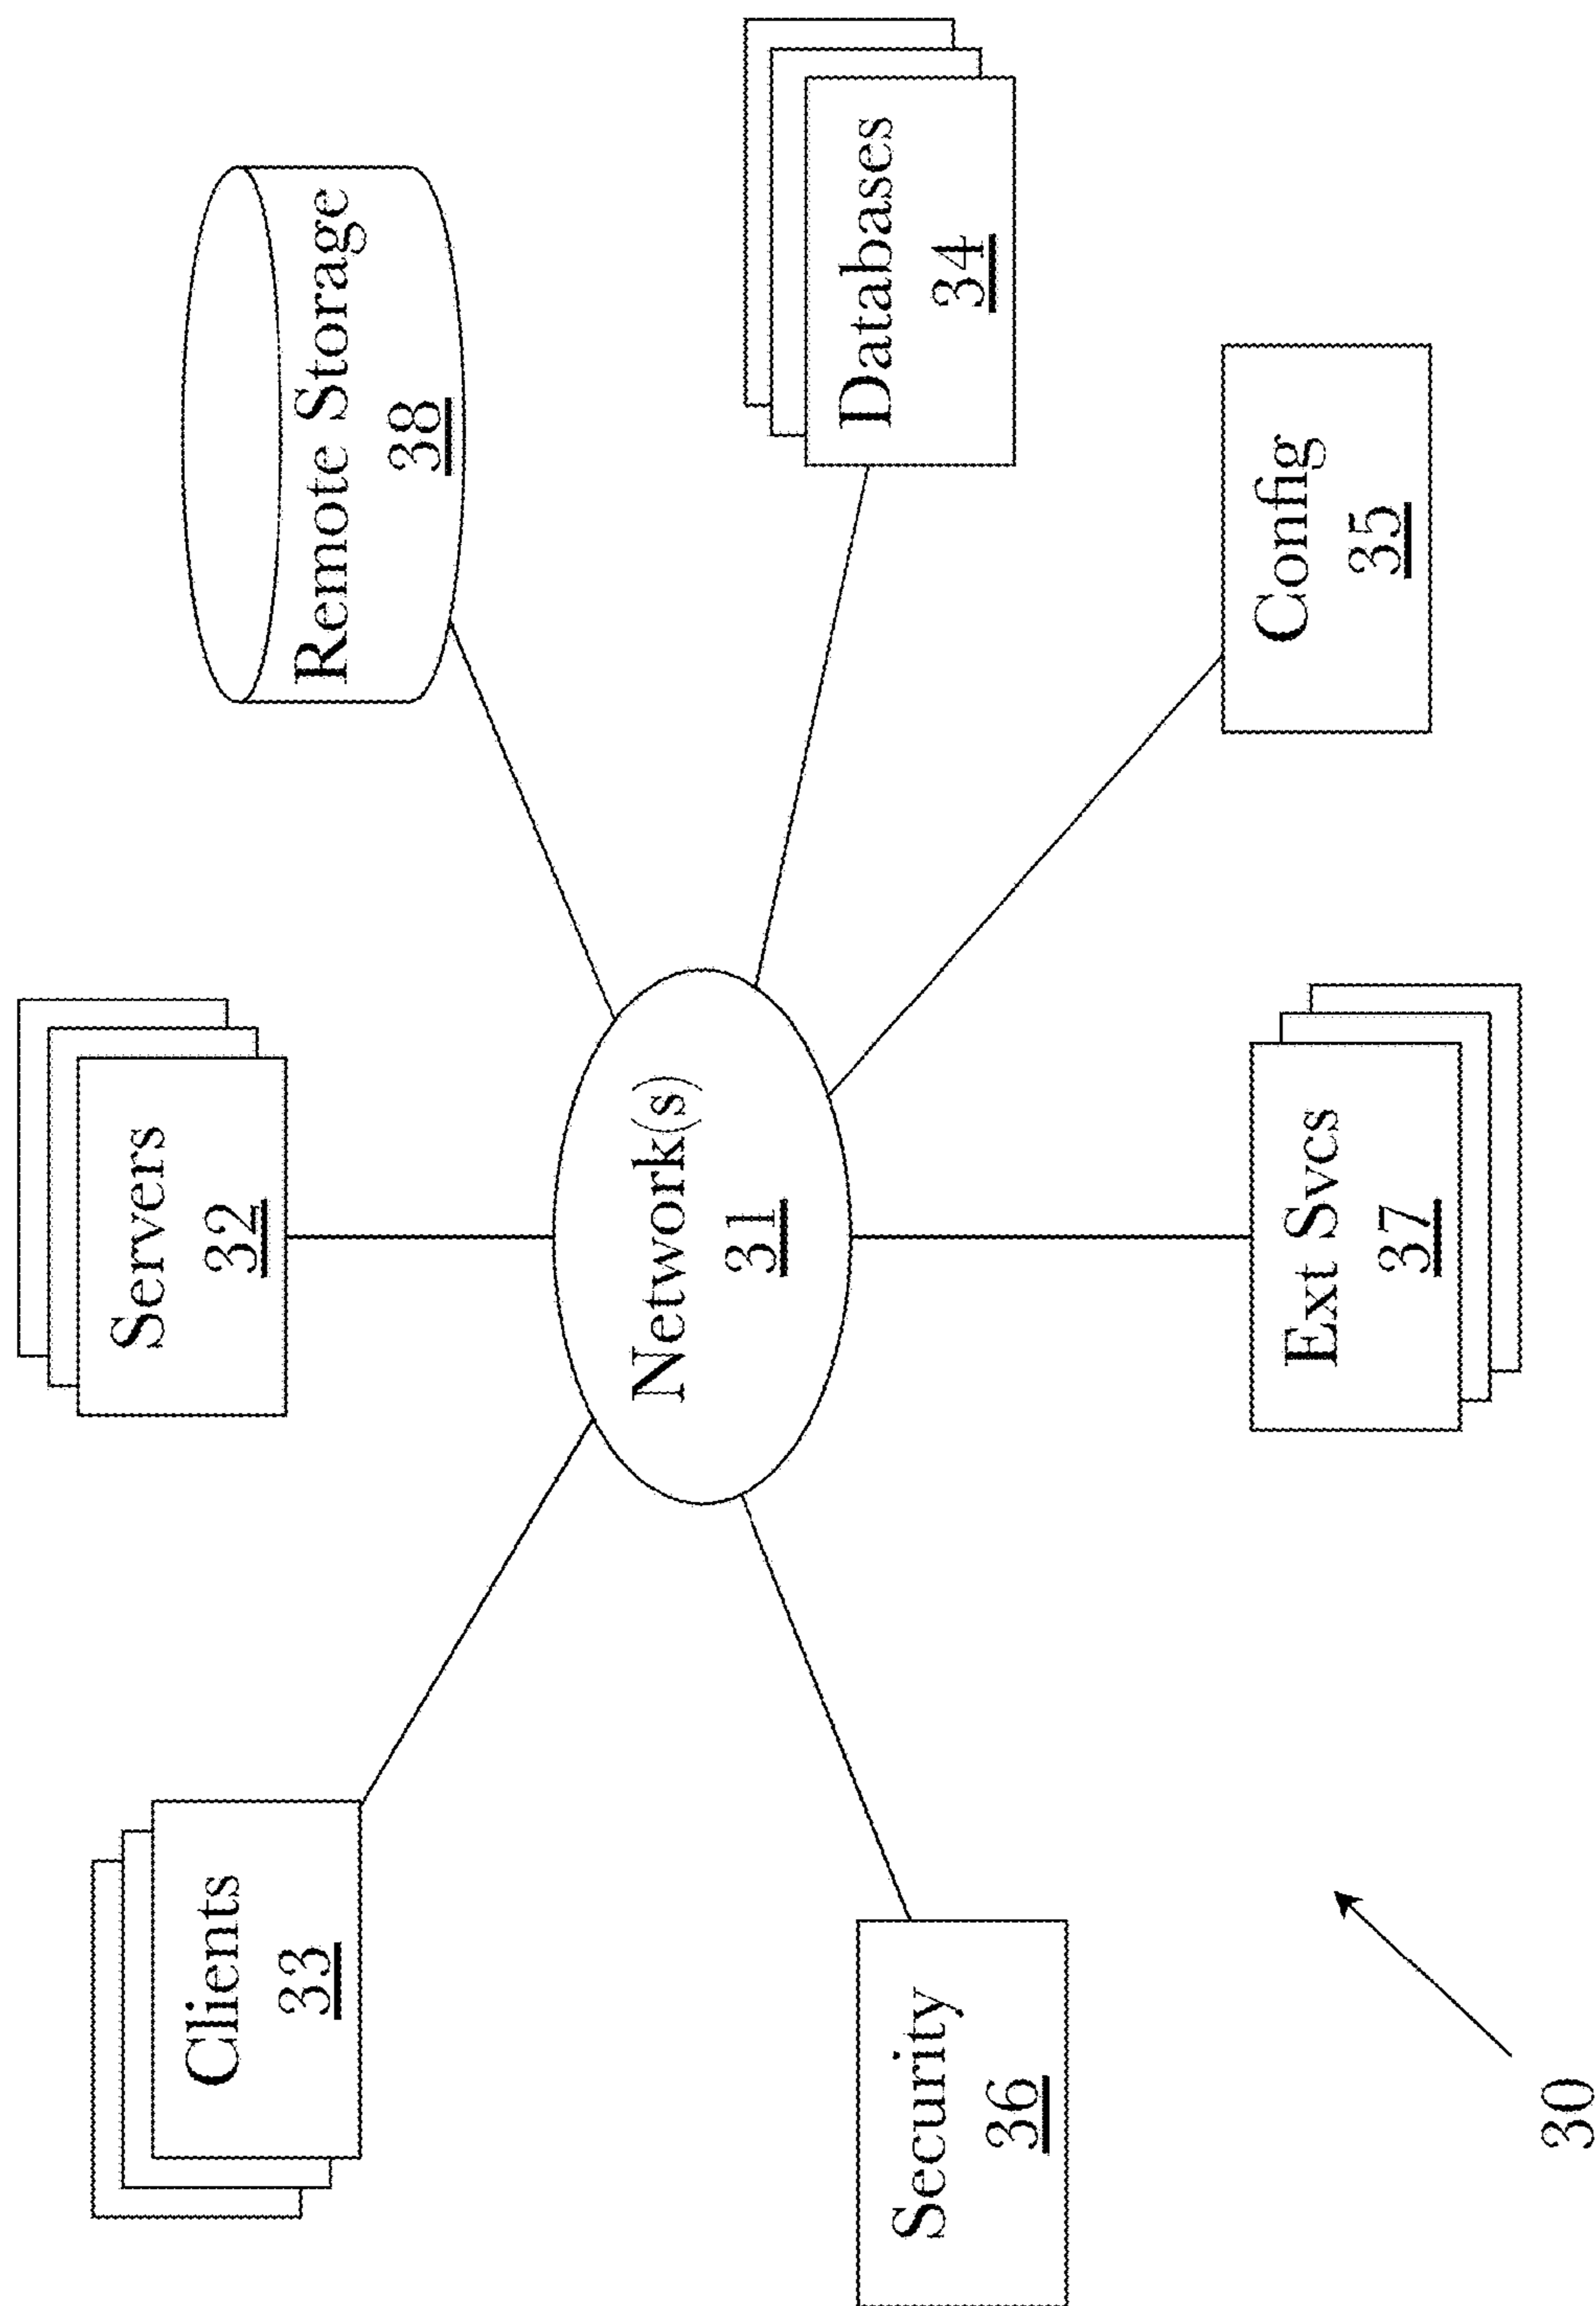 Servers
32
Clients
33
Remote Storage
38
Network(s)
31
Databases
34
Security
36
Config
35
Ext Svcs
37
30